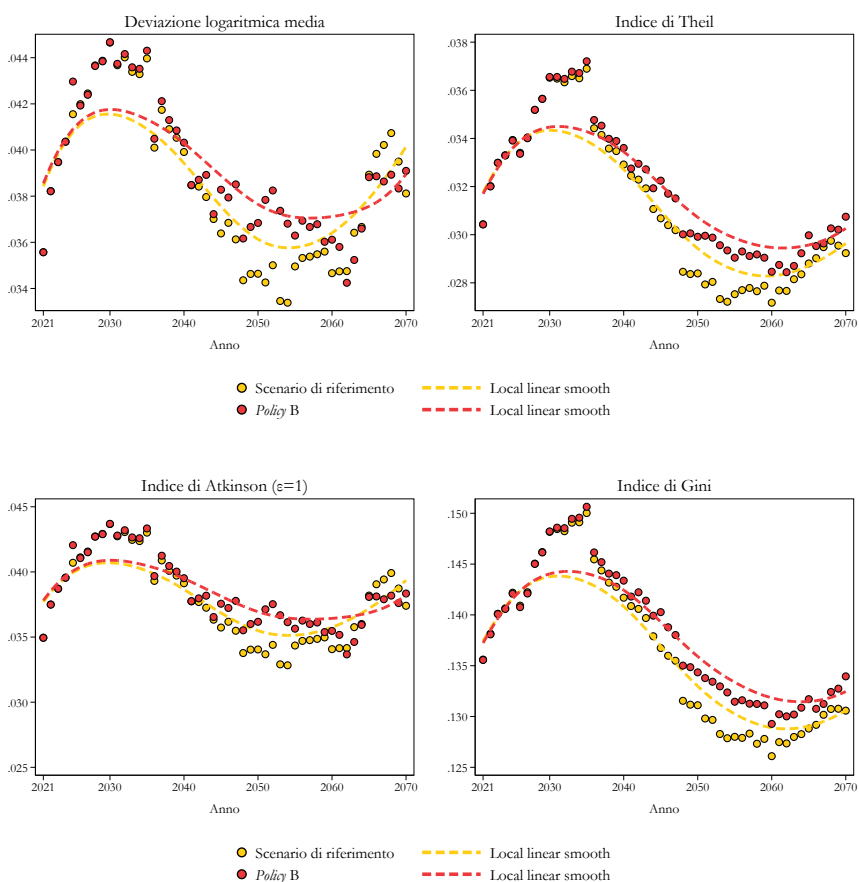 Deviazione logaritmica media
.044
.042
.040
.038
.036
.034
2021 2030 2040 2050 2060 2070
Anno
Indice di Theil
.038
.036
.034
.032
.030
.028
2021 2030 2040 2050 2060 2070
Anno
Scenario di riferimento Local linear smooth
Policy B Local linear smooth
Indice di Atkinson (ε=1)
.045
.040
.035
.030
.025
2021 2030 2040 2050 2060 2070
Anno
Indice di Gini
.150
.145
.140
.135
.130
.125
2021 2030 2040 2050 2060 2070
Anno
Scenario di riferimento Local linear smooth
Policy B Local linear smooth